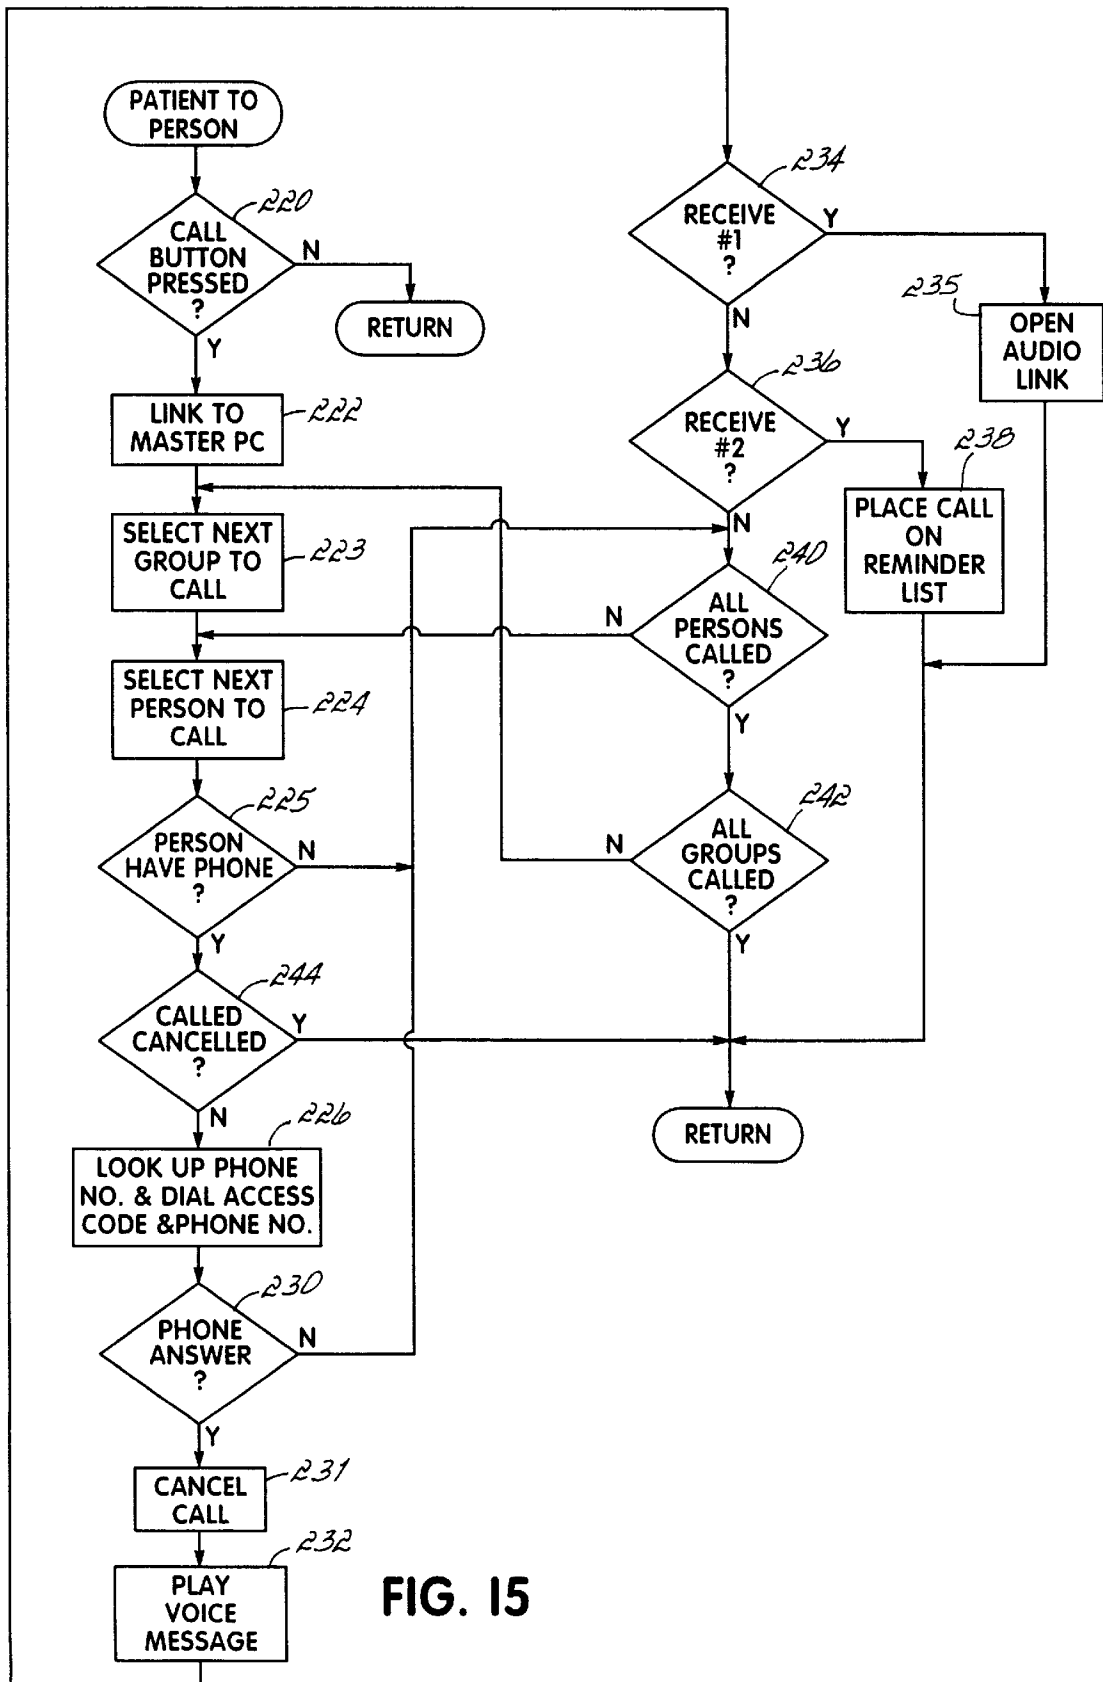 PATIENT TO
PERSON
220
CALL
BUTTON
PRESSED
?
N
RETURN
Y
LINK TO
MASTER PC
222
SELECT NEXT
GROUP TO
CALL
223
SELECT NEXT
PERSON TO
CALL
224
225
PERSON
HAVE PHONE
?
N
Y
244
CALLED
CANCELLED
?
Y
N
226
LOOK UP PHONE
NO. & DIAL ACCESS
CODE &PHONE NO.
230
PHONE
ANSWER
?
N
Y
CANCEL
CALL
231
232
PLAY
VOICE
MESSAGE
234
RECEIVE
#1
?
Y
N
235
OPEN
AUDIO
LINK
236
RECEIVE
#2
?
Y
N
238
PLACE CALL
ON
REMINDER
LIST
240
ALL
PERSONS
CALLED
?
N
Y
242
ALL
GROUPS
CALLED
?
N
Y
RETURN
FIG. 15